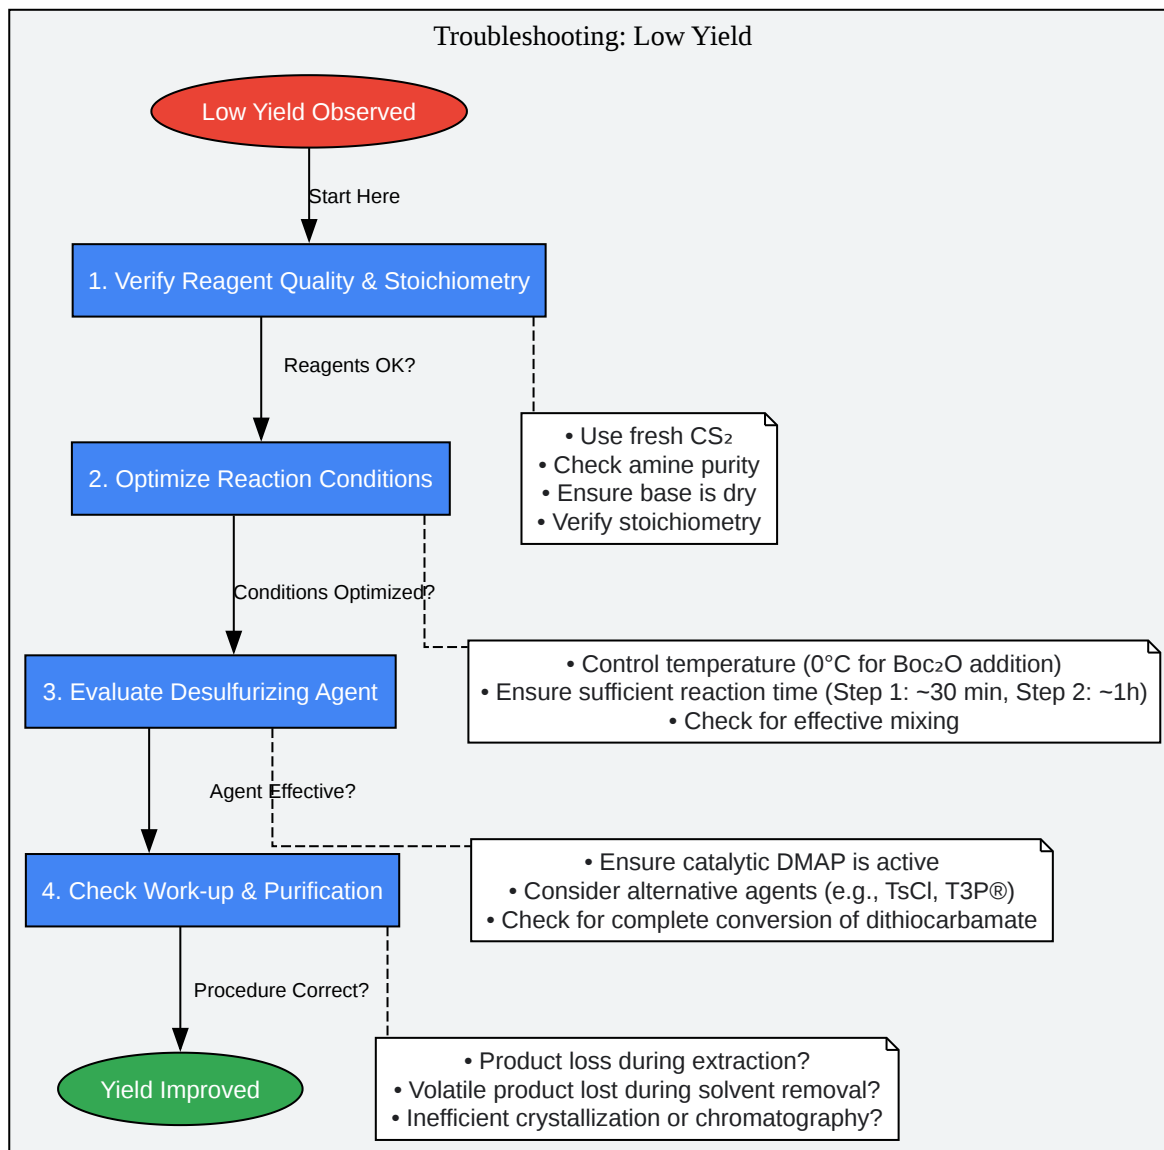 Troubleshooting: Low Yield
Low Yield Observed
Start Here
1. Verify Reagent Quality & Stoichiometry
Reagents OK?
• Use fresh CS₂
• Check amine purity
• Ensure base is dry
• Verify stoichiometry
2. Optimize Reaction Conditions
Conditions Optimized?
• Control temperature (0°C for Boc₂O addition)
• Ensure sufficient reaction time (Step 1: ~30 min, Step 2: ~1h)
• Check for effective mixing
3. Evaluate Desulfurizing Agent
Agent Effective?
• Ensure catalytic DMAP is active
• Consider alternative agents (e.g., TsCl, T3P®)
• Check for complete conversion of dithiocarbamate
4. Check Work-up & Purification
Procedure Correct?
• Product loss during extraction?
• Volatile product lost during solvent removal?
• Inefficient crystallization or chromatography?
Yield Improved